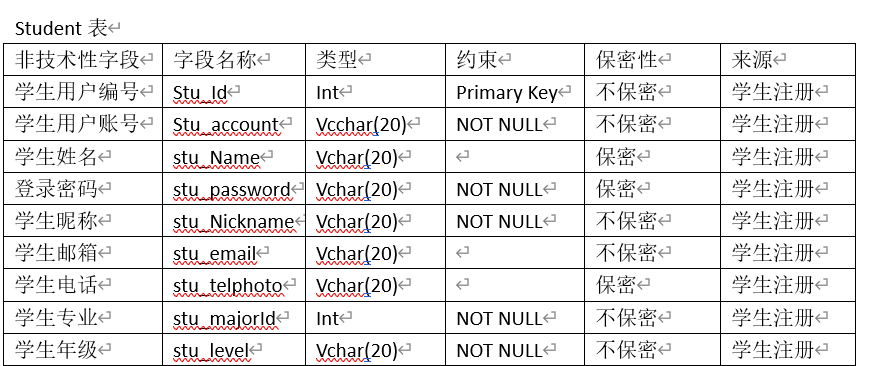 Student 表
非技术性字段 字段名称 类型 约束 保密性 来源
学生用户编号 Stu_Id Int Primary Key 不保密 学生注册
学生用户账号 Stu_account Vcchar(20) NOT NULL 不保密 学生注册
学生姓名 stu_Name Vchar(20) 保密 学生注册
登录密码 stu_password Vchar(20) NOT NULL 保密 学生注册
学生昵称 stu_Nickname Vchar(20) NOT NULL 不保密 学生注册
学生邮箱 stu_email Vchar(20) 不保密 学生注册
学生电话 stu_telphoto Vchar(20) 保密 学生注册
学生专业 stu_majorId Int NOT NULL 不保密 学生注册
学生年级 stu_level Vchar(20) NOT NULL 不保密 学生注册